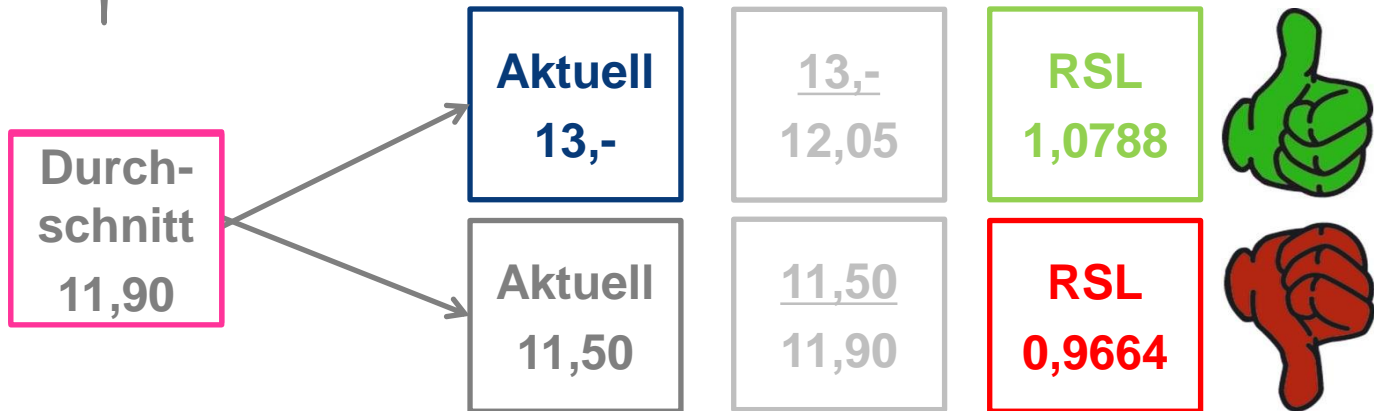 Durch-
schnitt
11,90
Aktuell
13,-
13,-
12,05
RSL
1,0788
Aktuell
11,50
11,50
11,90
RSL
0,9664